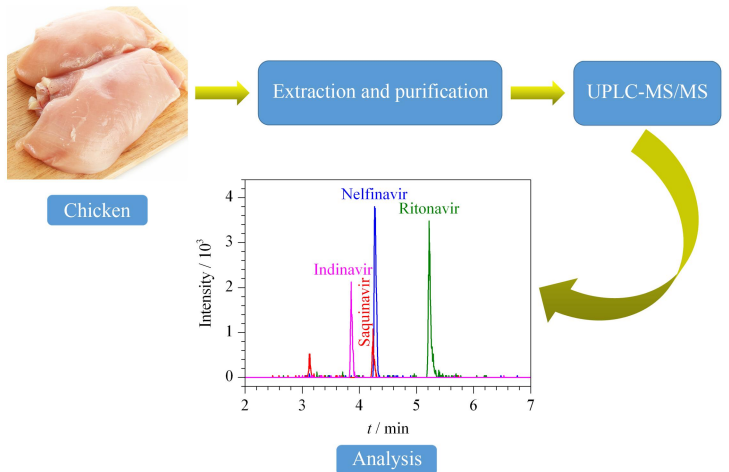 Extraction and purification
UPLC-MS/MS
Chicken
Nelfinavir
Ritonavir
Indinavir
Saquinavir
Intensity / 10³
4
3
2
1
0
2 3 4 5 6 7
t / min
Analysis